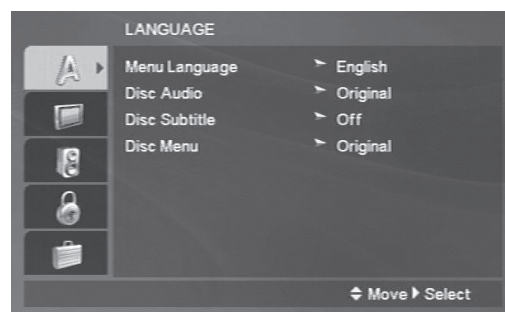 LANGUAGE
Menu Language English
Disc Audio Original
Disc Subtitle Off
Disc Menu Original
Move Select